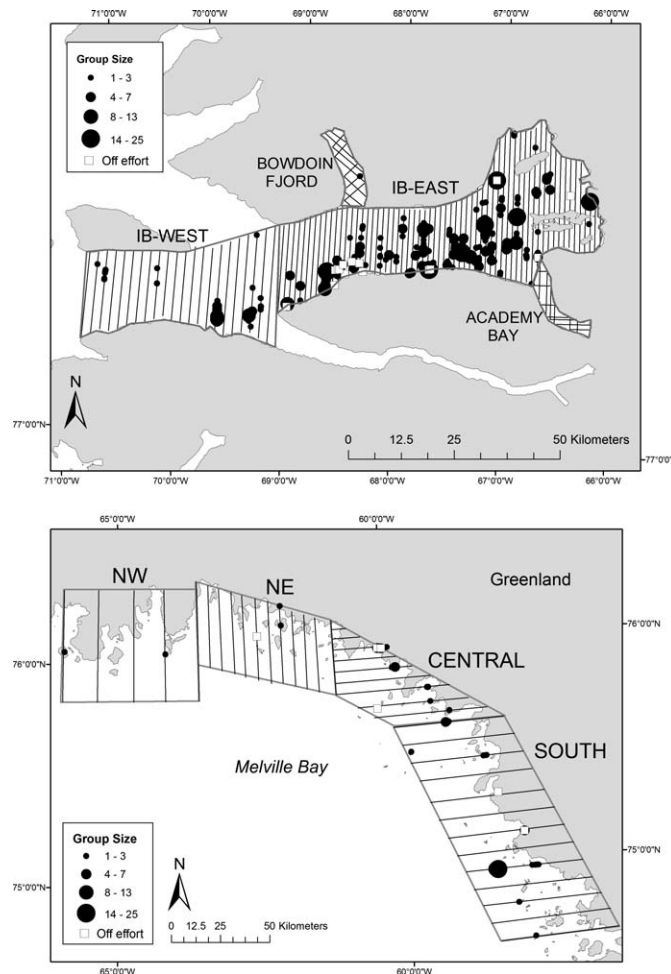 71°0'0"W 70°0'0"W 69°0'0"W 68°0'0"W 67°0'0"W 66°0'0"W
Group Size
1 - 3
4 - 7
8 - 13
14 - 25
Off effort
BOWDOIN
FJORD
IB-EAST
IB-WEST
ACADEMY
BAY
N
77°0'0"N
0 12.5 25 50 Kilometers
77°0'0"N
71°0'0"W 70°0'0"W 69°0'0"W 68°0'0"W 67°0'0"W 66°0'0"W
65°0'0"W 60°0'0"W
NW
NE
Greenland
76°0'0"N
76°0'0"N
CENTRAL
SOUTH
Melville Bay
Group Size
1 - 3
4 - 7
8 - 13
14 - 25
Off effort
N
75°0'0"N
75°0'0"N
0 12.5 25 50 Kilometers
65°0'0"W 60°0'0"W